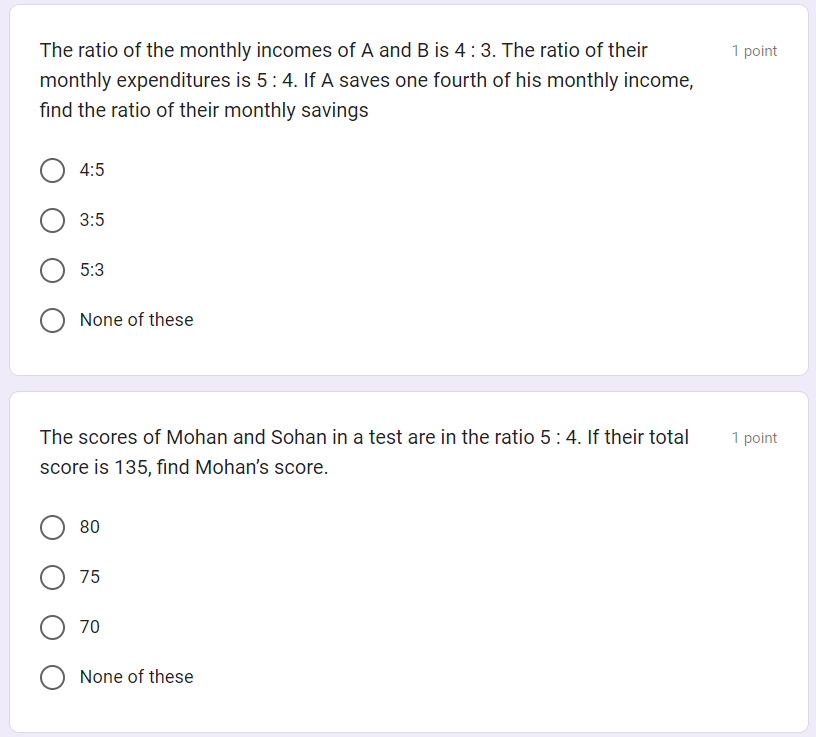 The ratio of the monthly incomes of A and B is 4 : 3. The ratio of their
1 point
monthly expenditures is 5 : 4. If A saves one fourth of his monthly income,
find the ratio of their monthly savings
4:5
3:5
5:3
None of these
The scores of Mohan and Sohan in a test are in the ratio 5 : 4. If their total
1 point
score is 135, find Mohan’s score.
80
75
70
None of these